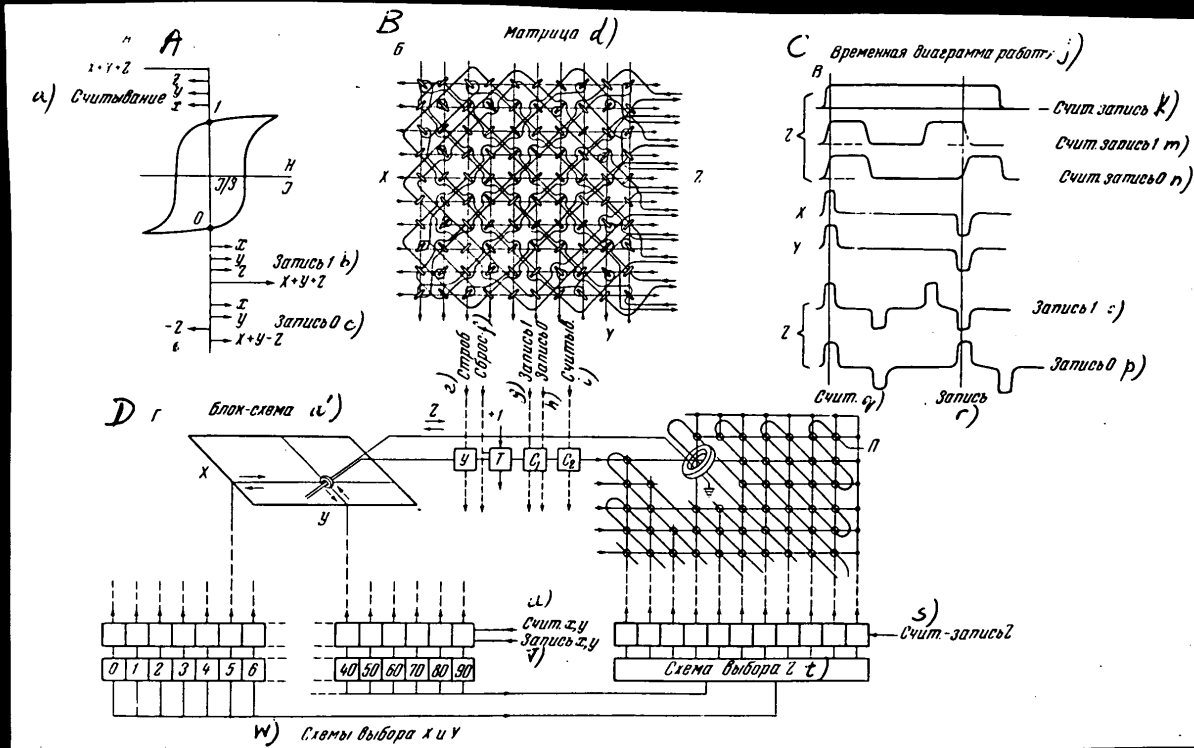 A
x+y+z
z
y
x
a) Считывание
1
H
J/3
J
0
x
y
z
Запись 1 b)
x+y+z
x
y
Запись 0 c)
-z
x+y-z
B
Б
Матрица d)
X
Z
Y
C
Временная диаграмма работы j)
В
Z
Счит. запись k)
Счит. запись 1 m)
Счит. запись 0 n)
X
Y
Z
Запись 1
Запись 0 p)
Счит. q)
Запись r)
Строб
Сброс
Запись 1
Запись 0
Считыв.
g)
h)
i)
D
г
Блок-схема a')
X
Y
Z
+1
У
Т
C₁
C₂
П
u)
Счит. x,y
Запись x,y
v)
s)
Счит.-запись Z
0 1 2 3 4 5 6
40 50 60 70 80 90
Схема выбора Z t)
w) Схемы выбора X и Y